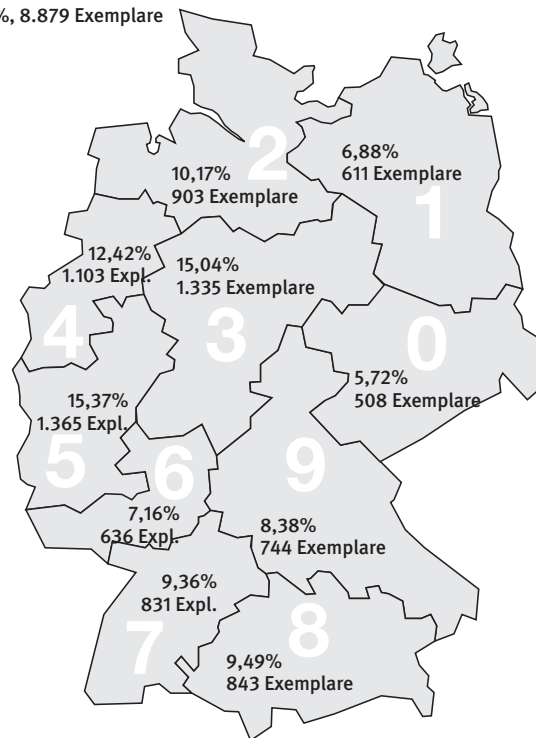 %, 8.879 Exemplare
2
10,17%
903 Exemplare
6,88%
611 Exemplare
1
12,42%
1.103 Expl.
4
15,04%
1.335 Exemplare
3
0
5,72%
508 Exemplare
15,37%
1.365 Expl.
5
6
7,16%
636 Expl.
9
8,38%
744 Exemplare
9,36%
831 Expl.
7
8
9,49%
843 Exemplare